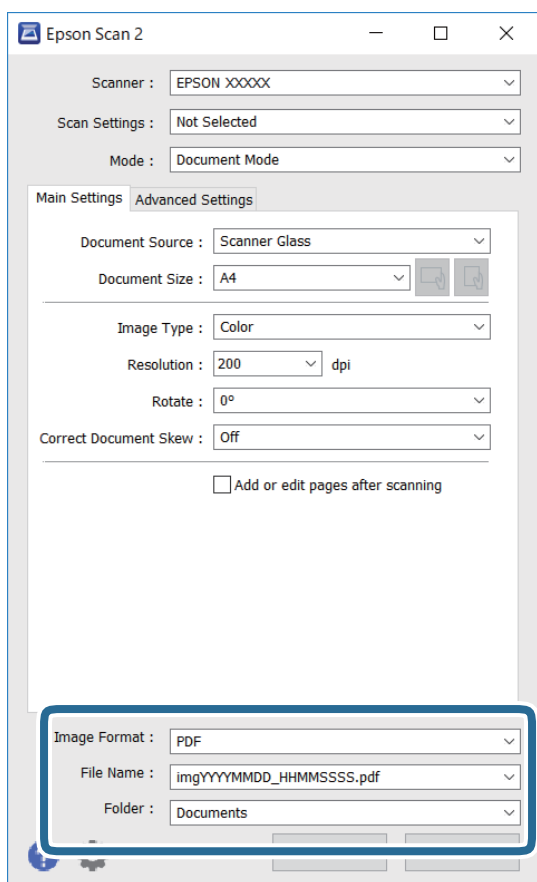 Epson Scan 2
Scanner : EPSON XXXXX
Scan Settings : Not Selected
Mode : Document Mode
Main Settings Advanced Settings
Document Source : Scanner Glass
Document Size : A4
Image Type : Color
Resolution : 200 dpi
Rotate : 0°
Correct Document Skew : Off
Add or edit pages after scanning
Image Format : PDF
File Name : imgYYYYMMDD_HHMMSSSS.pdf
Folder : Documents